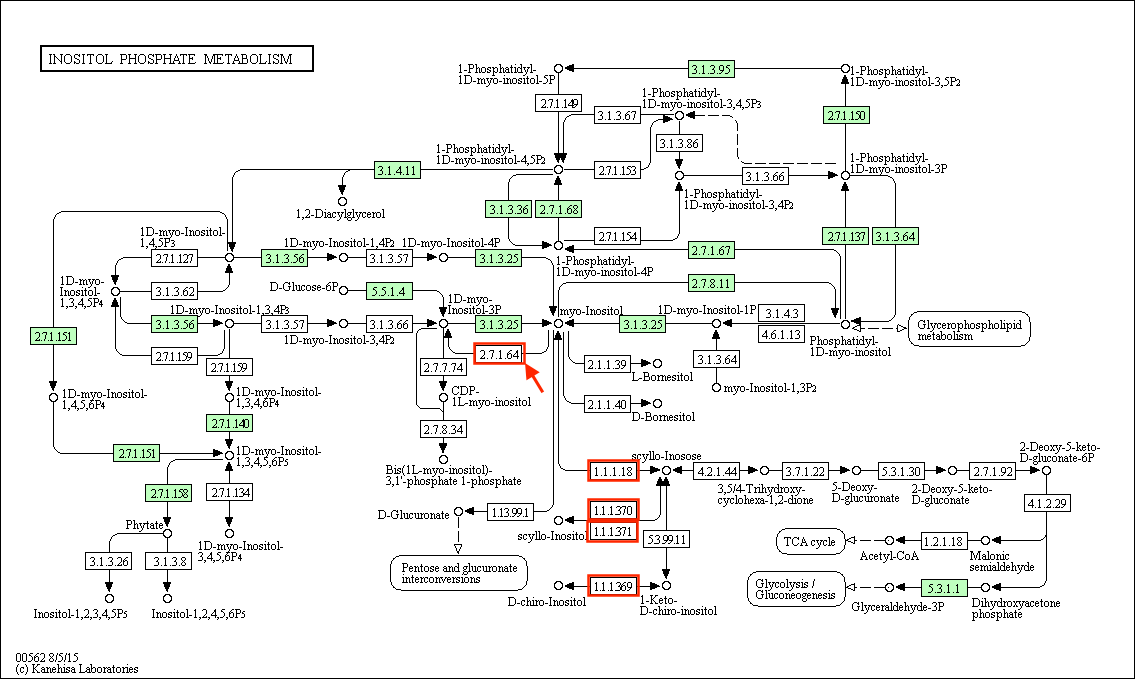 INOSITOL PHOSPHATE METABOLISM
1-Phosphatidyl-
1D-myo-inositol-5P
3.1.3.95
1-Phosphatidyl-
1D-myo-inositol-3,5P2
2.7.1.149
1-Phosphatidyl-
1D-myo-inositol-3,4,5P3
3.1.3.67
2.7.1.150
3.1.3.86
1-Phosphatidyl-
1D-myo-inositol-4,5P2
3.1.4.11
2.7.1.153
3.1.3.66
1-Phosphatidyl-
1D-myo-inositol-3P
1-Phosphatidyl-
1D-myo-inositol-3,4P2
1,2-Diacylglycerol
3.1.3.36
2.7.1.68
2.7.1.154
2.7.1.137
3.1.3.64
1D-myo-Inositol-
1,4,5P3
1D-myo-Inositol-1,4P2
1D-myo-Inositol-4P
2.7.1.67
2.7.1.127
3.1.3.56
3.1.3.57
3.1.3.25
1-Phosphatidyl-
1D-myo-inositol-4P
1D-myo-
Inositol-
1,3,4,5P4
3.1.3.62
D-Glucose-6P
5.5.1.4
2.7.8.11
1D-myo-
Inositol-3P
myo-Inositol
1D-myo-Inositol-1P
3.1.4.3
1D-myo-Inositol-1,3,4P3
3.1.3.56
3.1.3.57
3.1.3.66
3.1.3.25
3.1.3.25
4.6.1.13
Glycerophospholipid
metabolism
2.7.1.151
1D-myo-Inositol-3,4P2
Phosphatidyl-
1D-myo-inositol
2.7.1.159
2.7.1.159
2.7.7.74
2.7.1.64
2.1.1.39
L-Bornesitol
3.1.3.64
myo-Inositol-1,3P2
1D-myo-Inositol-
1,4,5,6P4
1D-myo-Inositol-
1,3,4,6P4
CDP-
1L-myo-inositol
2.1.1.40
D-Bornesitol
2.7.1.140
2.7.8.34
2.7.1.151
1D-myo-Inositol-
1,3,4,5,6P5
Bis(1L-myo-inositol)-
3,1'-phosphate 1-phosphate
scyllo-Inosose
1.1.1.18
4.2.1.44
3.7.1.22
5.3.1.30
2.7.1.92
2-Deoxy-5-keto-
D-gluconate-6P
3,5/4-Trihydroxy-
cyclohexa-1,2-dione
5-Deoxy-
D-glucuronate
2-Deoxy-5-keto-
D-gluconate
2.7.1.158
2.7.1.134
4.1.2.29
D-Glucuronate
1.13.99.1
1.1.1.370
1.1.1.371
scyllo-Inositol
5.3.99.11
Phytate
1D-myo-Inositol-
3,4,5,6P4
TCA cycle
Acetyl-CoA
1.2.1.18
Malonic
semialdehyde
3.1.3.26
3.1.3.8
Pentose and glucuronate
interconversions
D-chiro-Inositol
1.1.1.369
1-Keto-
D-chiro-inositol
Glycolysis /
Gluconeogenesis
Glyceraldehyde-3P
5.3.1.1
Dihydroxyacetone
phosphate
Inositol-1,2,3,4,5P5
Inositol-1,2,4,5,6P5
00562 8/5/15
(c) Kanehisa Laboratories